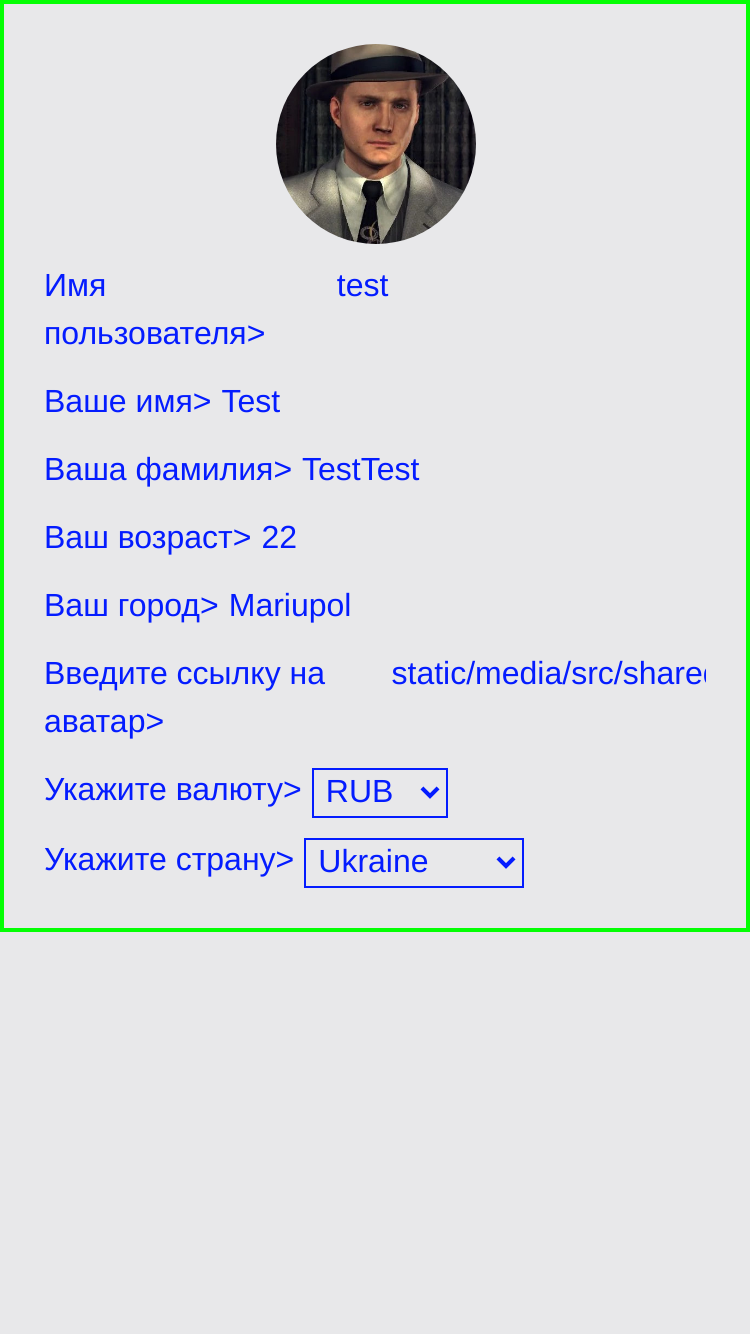 Имя test
пользователя>
Ваше имя> Test
Ваша фамилия> TestTest
Ваш возраст> 22
Ваш город> Mariupol
Введите ссылку на static/media/src/share
аватар>
Укажите валюту> RUB
Укажите страну> Ukraine